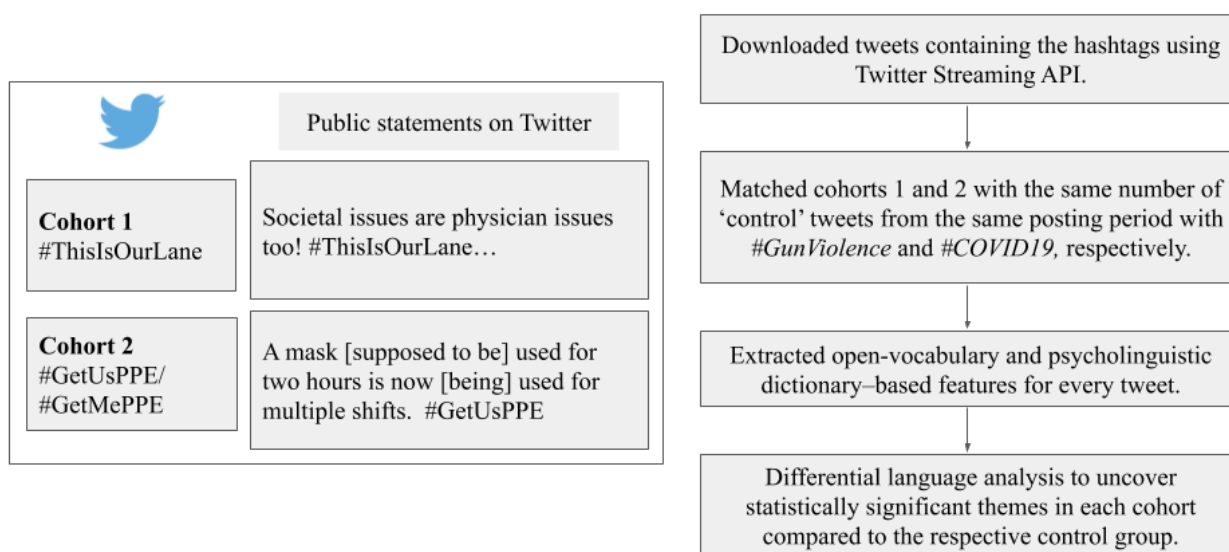 Public statements on Twitter
Cohort 1
#ThisIsOurLane
Societal issues are physician issues
too! #ThisIsOurLane…
Cohort 2
#GetUsPPE/
#GetMePPE
A mask [supposed to be] used for
two hours is now [being] used for
multiple shifts.  #GetUsPPE
Downloaded tweets containing the hashtags using
Twitter Streaming API.
Matched cohorts 1 and 2 with the same number of
‘control’ tweets from the same posting period with
#GunViolence and #COVID19, respectively.
Extracted open-vocabulary and psycholinguistic
dictionary–based features for every tweet.
Differential language analysis to uncover
statistically significant themes in each cohort
compared to the respective control group.